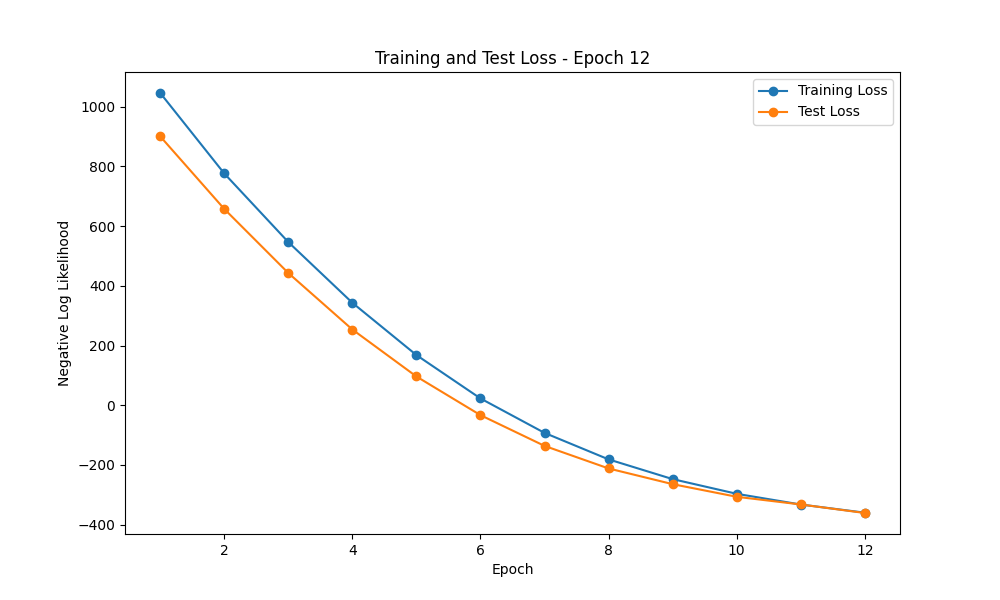 Training and Test Loss - Epoch 12
Training Loss
Test Loss
1000
800
600
400
200
0
−200
−400
Negative Log Likelihood
2 4 6 8 10 12
Epoch